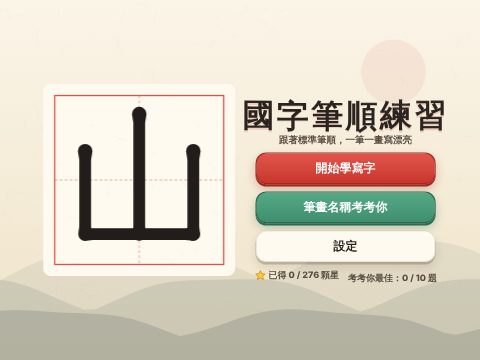 山
國字筆順練習
跟著標準筆順，一筆一畫寫漂亮
開始學寫字
筆畫名稱考考你
設定
已得 0 / 276 顆星
考考你最佳：0 / 10 題